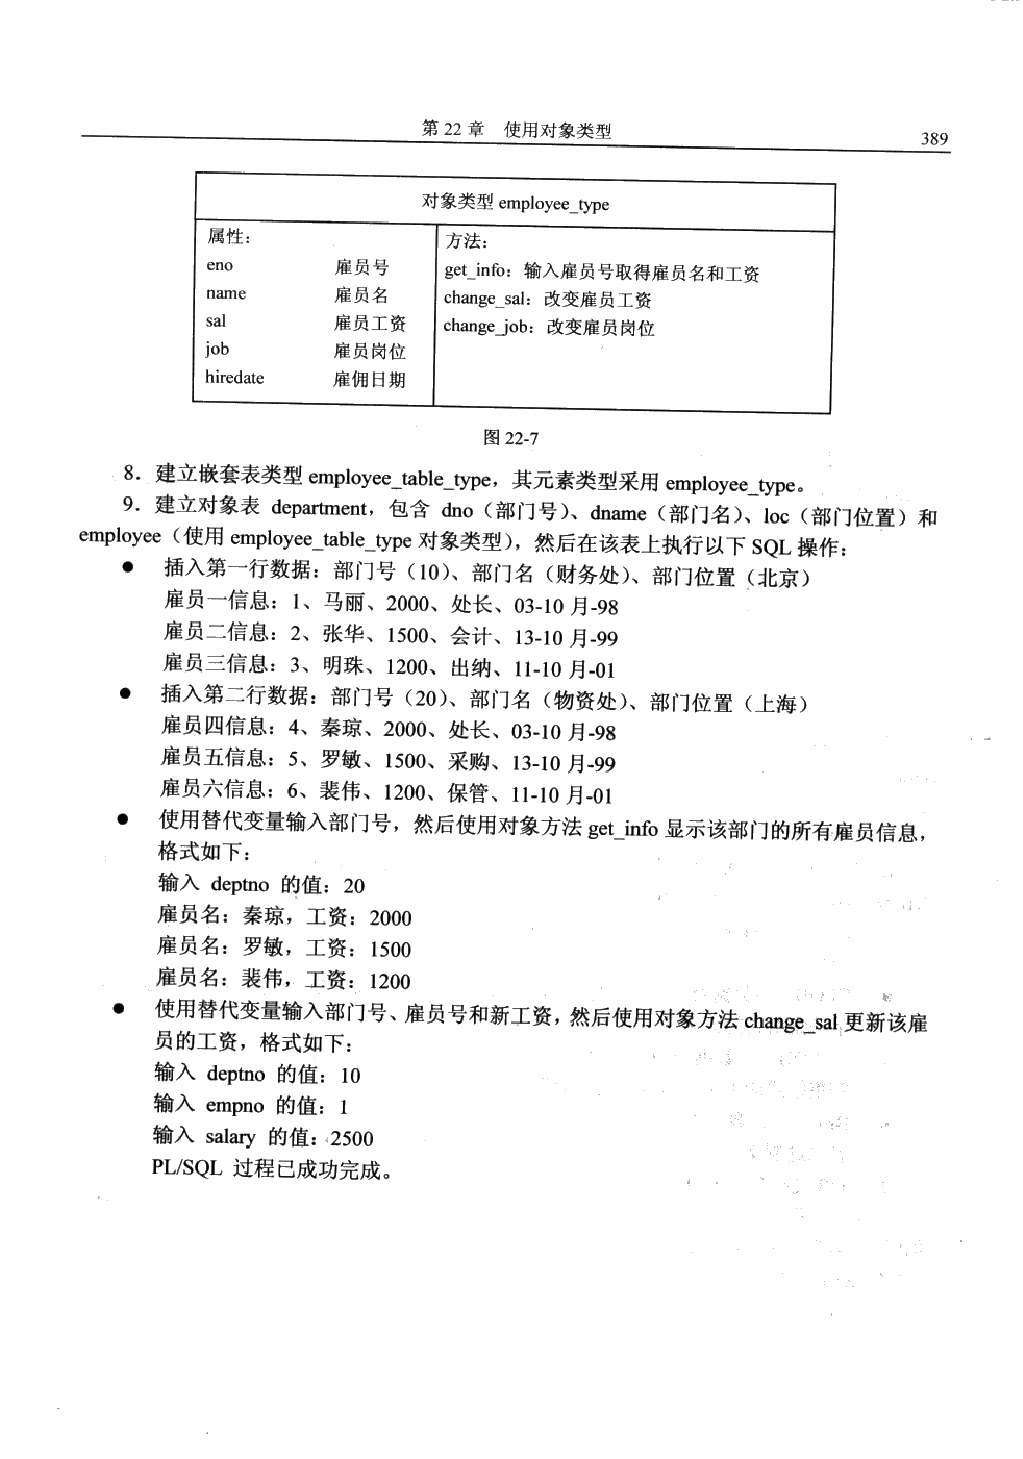 第 22 章 使用对象类型
389
对象类型 employee_type
属性：
eno 雇员号
name 雇员名
sal 雇员工资
job 雇员岗位
hiredate 雇佣日期
方法：
get_info：输入雇员号取得雇员名和工资
change_sal：改变雇员工资
change_job：改变雇员岗位
图 22-7
8．建立嵌套表类型 employee_table_type，其元素类型采用 employee_type。
9．建立对象表 department，包含 dno（部门号）、dname（部门名）、loc（部门位置）和
employee（使用 employee_table_type 对象类型），然后在该表上执行以下 SQL 操作：
● 插入第一行数据：部门号（10）、部门名（财务处）、部门位置（北京）
雇员一信息：1、马丽、2000、处长、03-10 月-98
雇员二信息：2、张华、1500、会计、13-10 月-99
雇员三信息：3、明珠、1200、出纳、11-10 月-01
● 插入第二行数据：部门号（20）、部门名（物资处）、部门位置（上海）
雇员四信息：4、秦琼、2000、处长、03-10 月-98
雇员五信息：5、罗敏、1500、采购、13-10 月-99
雇员六信息：6、裴伟、1200、保管、11-10 月-01
● 使用替代变量输入部门号，然后使用对象方法 get_info 显示该部门的所有雇员信息，
格式如下：
输入 deptno 的值：20
雇员名：秦琼，工资：2000
雇员名：罗敏，工资：1500
雇员名：裴伟，工资：1200
● 使用替代变量输入部门号、雇员号和新工资，然后使用对象方法 change_sal 更新该雇
员的工资，格式如下：
输入 deptno 的值：10
输入 empno 的值：1
输入 salary 的值：2500
PL/SQL 过程已成功完成。